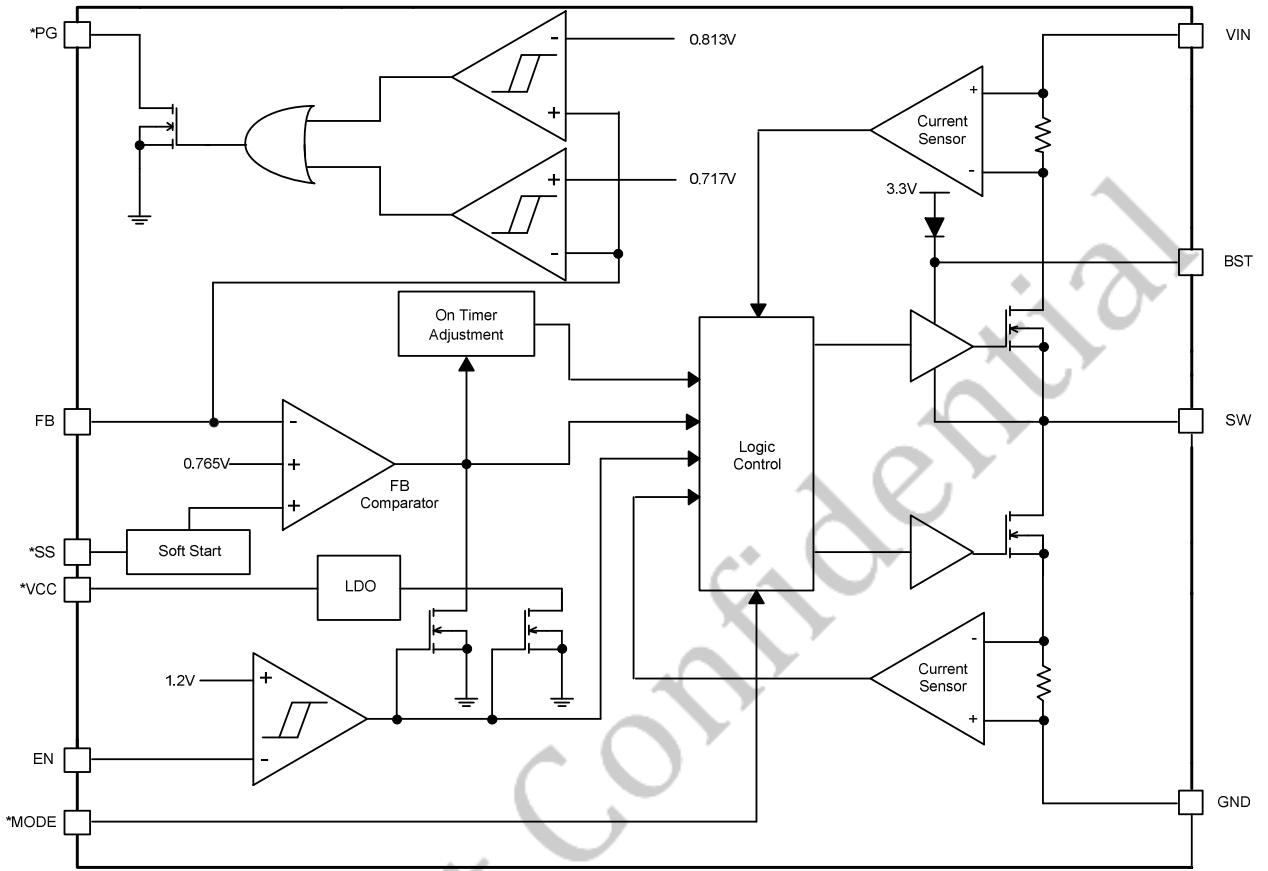 *PG
0.813V
VIN
Current
Sensor
0.717V
3.3V
BST
On Timer
Adjustment
FB
SW
0.765V
Logic
Control
FB
Comparator
*SS
Soft Start
*VCC
LDO
1.2V
Current
Sensor
EN
GND
*MODE
Confidential
+
-
+
-
+
-
-
+
+
+
-
-
+